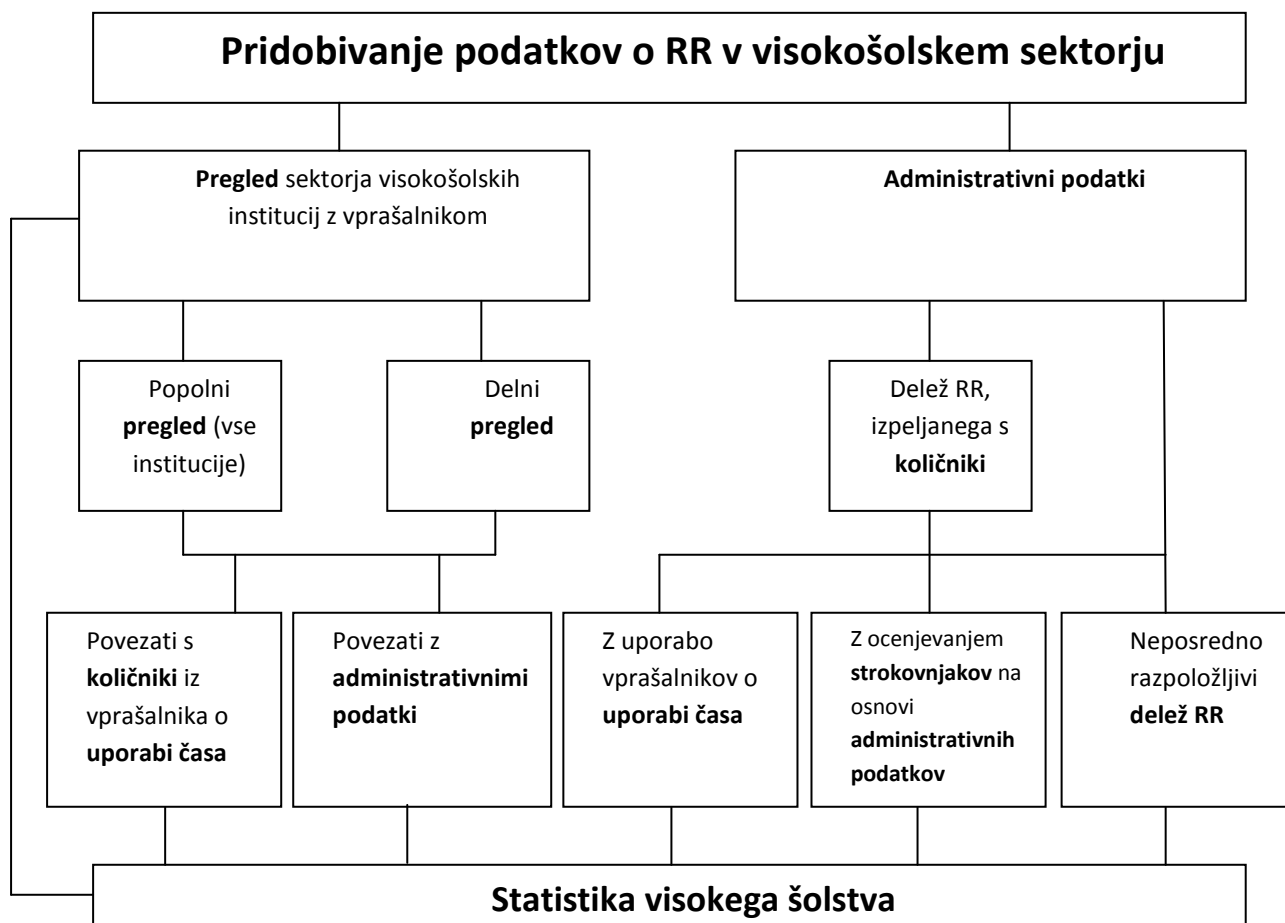 Pridobivanje podatkov o RR v visokošolskem sektorju
Pregled sektorja visokošolskih
institucij z vprašalnikom
Administrativni podatki
Popolni
pregled (vse
institucije)
Delni
pregled
Delež RR,
izpeljanega s
količniki
Povezati s
količniki iz
vprašalnika o
uporabi časa
Povezati z
administrativnimi
podatki
Z uporabo
vprašalnikov o
uporabi časa
Z ocenjevanjem
strokovnjakov na
osnovi
administrativnih
podatkov
Neposredno
razpoložljivi
delež RR
Statistika visokega šolstva